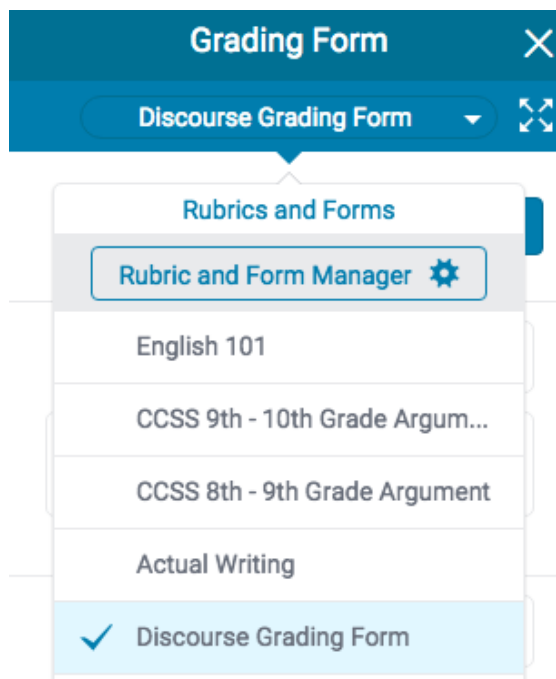 Grading Form
Discourse Grading Form
Rubrics and Forms
Rubric and Form Manager
English 101
CCSS 9th - 10th Grade Argum...
CCSS 8th - 9th Grade Argument
Actual Writing
Discourse Grading Form